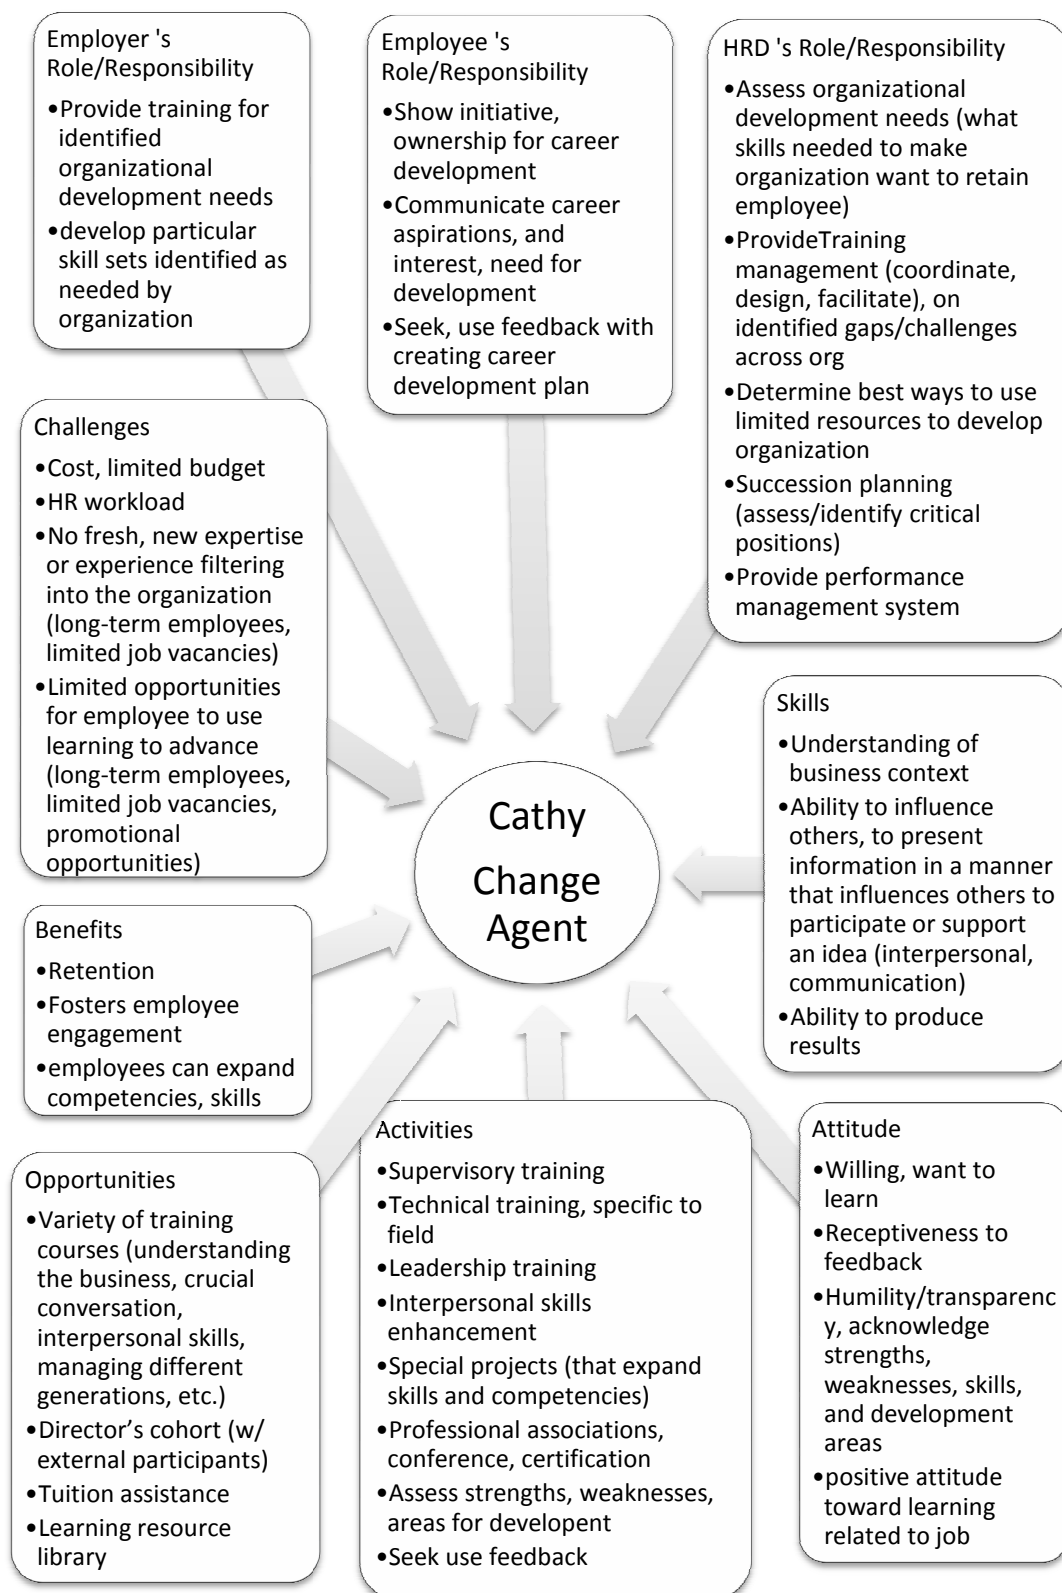 Employer 's
Role/Responsibility
•Provide training for
identified
organizational
development needs
•develop particular
skill sets identified as
needed by
organization
Employee 's
Role/Responsibility
•Show initiative,
ownership for career
development
•Communicate career
aspirations, and
interest, need for
development
•Seek, use feedback with
creating career
development plan
HRD 's Role/Responsibility
•Assess organizational
development needs (what
skills needed to make
organization want to retain
employee)
•ProvideTraining
management (coordinate,
design, facilitate), on
identified gaps/challenges
across org
•Determine best ways to use
limited resources to develop
organization
•Succession planning
(assess/identify critical
positions)
•Provide performance
management system
Challenges
•Cost, limited budget
•HR workload
•No fresh, new expertise
or experience filtering
into the organization
(long-term employees,
limited job vacancies)
•Limited opportunities
for employee to use
learning to advance
(long-term employees,
limited job vacancies,
promotional
opportunities)
Cathy
Change
Agent
Skills
•Understanding of
business context
•Ability to influence
others, to present
information in a manner
that influences others to
participate or support
an idea (interpersonal,
communication)
•Ability to produce
results
Benefits
•Retention
•Fosters employee
engagement
•employees can expand
competencies, skills
Opportunities
•Variety of training
courses (understanding
the business, crucial
conversation,
interpersonal skills,
managing different
generations, etc.)
•Director’s cohort (w/
external participants)
•Tuition assistance
•Learning resource
library
Activities
•Supervisory training
•Technical training, specific to
field
•Leadership training
•Interpersonal skills
enhancement
•Special projects (that expand
skills and competencies)
•Professional associations,
conference, certification
•Assess strengths, weaknesses,
areas for developent
•Seek use feedback
Attitude
•Willing, want to
learn
•Receptiveness to
feedback
•Humility/transparenc
y, acknowledge
strengths,
weaknesses, skills,
and development
areas
•positive attitude
toward learning
related to job